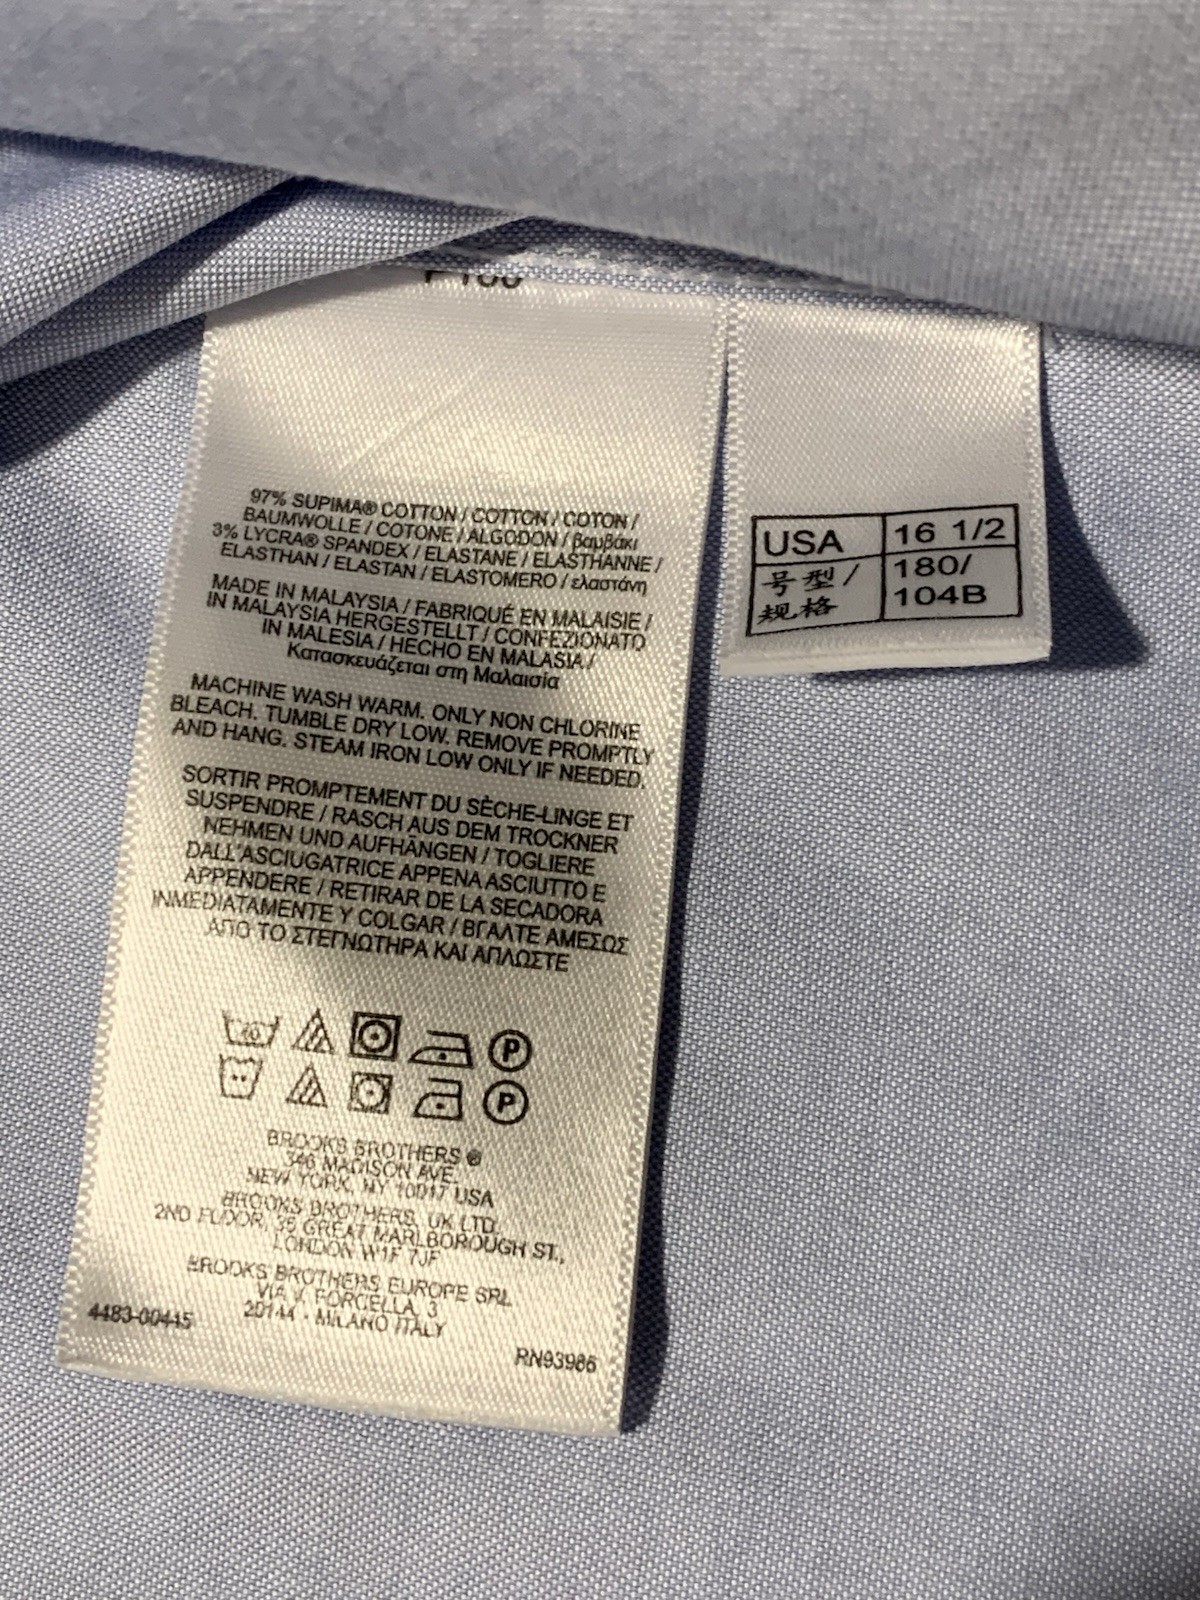 97% SUPIMA® COTTON / COTTON / COTON /
BAUMWOLLE / COTONE / ALGODON / βαμβάκι
3% LYCRA® SPANDEX / ELASTANE / ELASTHANNE /
ELASTHAN / ELASTAN / ELASTOMERO / ελαστάνη
MADE IN MALAYSIA / FABRIQUÉ EN MALAISIE /
IN MALAYSIA HERGESTELLT / CONFEZIONATO
IN MALESIA / HECHO EN MALASIA /
Κατασκευάζεται στη Μαλαισία
MACHINE WASH WARM. ONLY NON CHLORINE
BLEACH. TUMBLE DRY LOW. REMOVE PROMPTLY
AND HANG. STEAM IRON LOW ONLY IF NEEDED.
SORTIR PROMPTEMENT DU SÈCHE-LINGE ET
SUSPENDRE / RASCH AUS DEM TROCKNER
NEHMEN UND AUFHÄNGEN / TOGLIERE
DALL'ASCIUGATRICE APPENA ASCIUTTO E
APPENDERE / RETIRAR DE LA SECADORA
INMEDIATAMENTE Y COLGAR / ΒΓΑΛΤΕ ΑΜΕΣΩΣ
ΑΠΟ ΤΟ ΣΤΕΓΝΩΤΗΡΑ ΚΑΙ ΑΠΛΩΣΤΕ
40 P
P
BROOKS BROTHERS ®
346 MADISON AVE.
NEW YORK, NY 10017 USA
BROOKS BROTHERS, UK LTD.
2ND FLOOR, 35 GREAT MARLBOROUGH ST.,
LONDON W1F 7JF
BROOKS BROTHERS EUROPE SRL
VIA V. FORCELLA, 3
20144 - MILANO ITALY
4483-00445
RN93986
USA 16 1/2
号型/ 180/
规格 104B